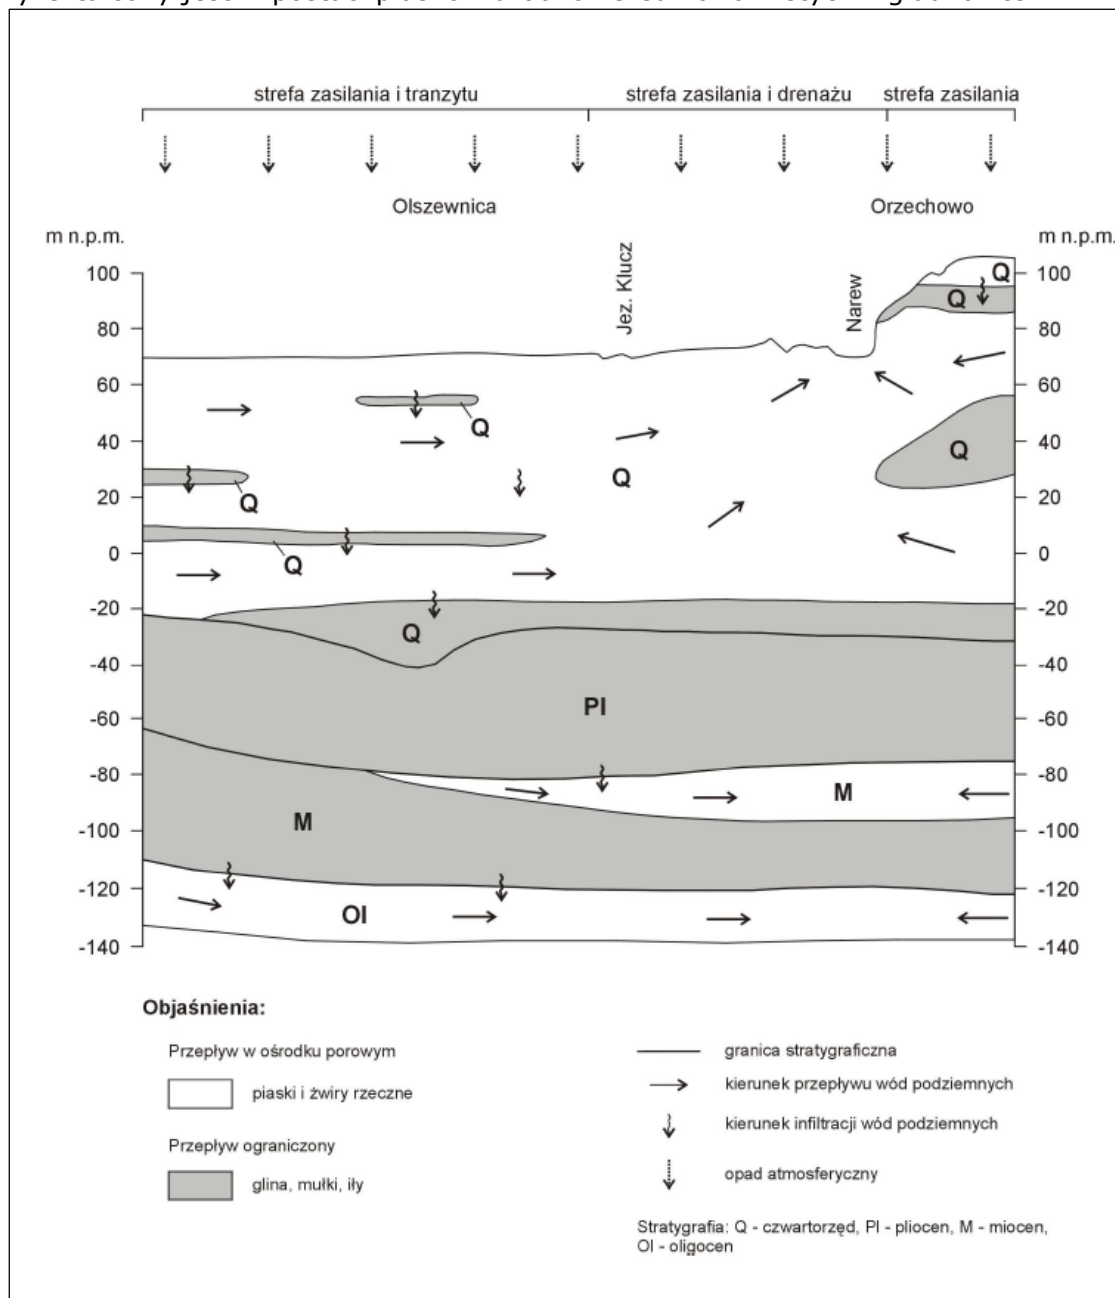 strefa zasilania i tranzytu strefa zasilania i drenażu strefa zasilania
Olszewnica Orzechowo
m n.p.m. m n.p.m.
Jez. Klucz
Narew
100 Q 100
Q
80 80
60 60
Q Q
40 40
Q
Q
20 20
Q
0 0
-20 -20
Q
-40 -40
Pl
-60 -60
-80 -80
M
M
-100 -100
-120 -120
Ol
-140 -140
Objaśnienia:
Przepływ w ośrodku porowym
piaski i żwiry rzeczne
Przepływ ograniczony
glina, mułki, iły
granica stratygraficzna
kierunek przepływu wód podziemnych
kierunek infiltracji wód podziemnych
opad atmosferyczny
Stratygrafia: Q - czwartorzęd, Pl - pliocen, M - miocen,
Ol - oligocen